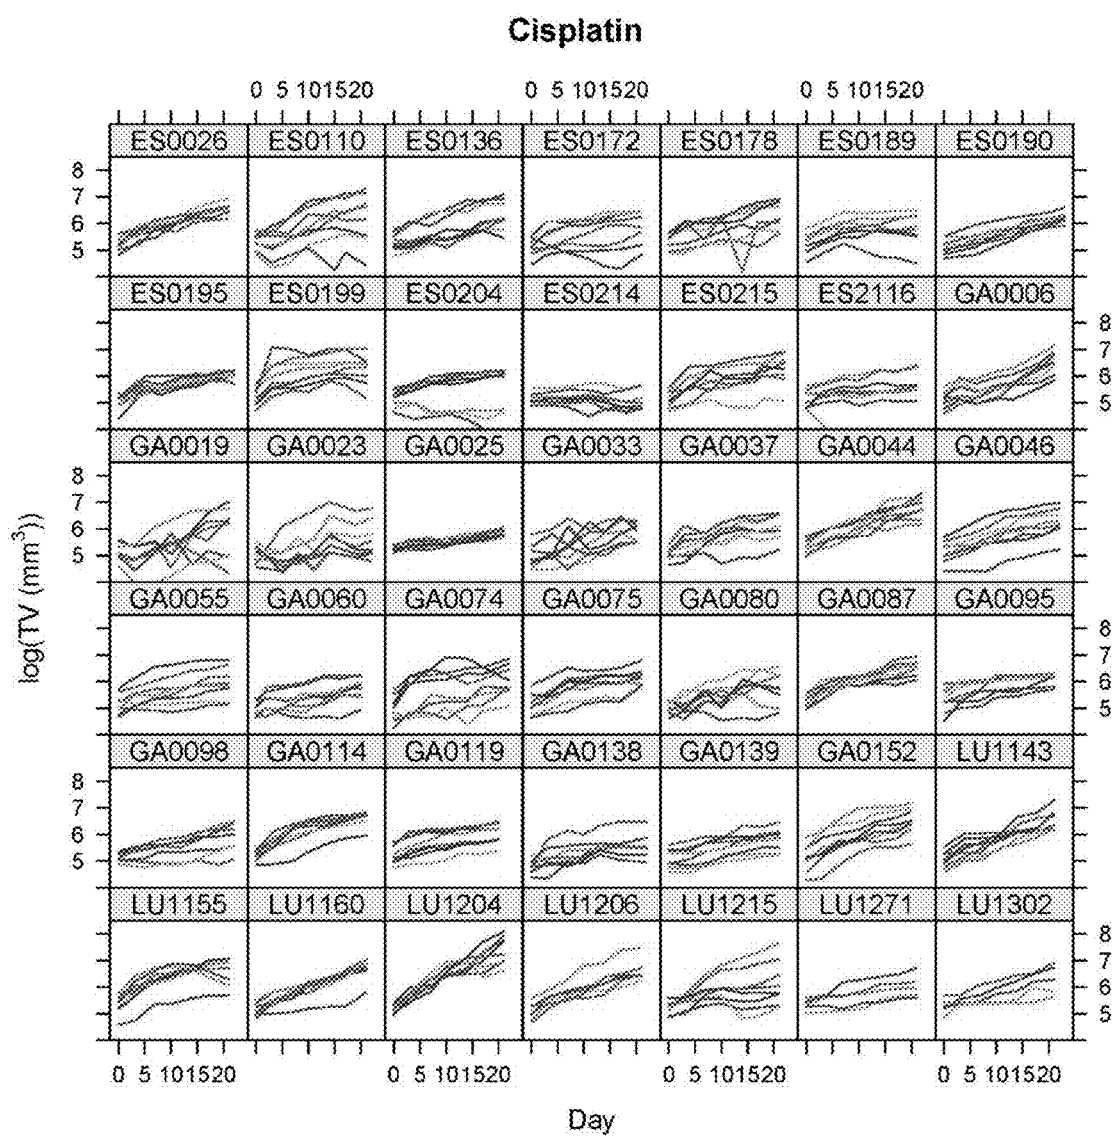 Cisplatin
0 5 101520 0 5 101520 0 5 101520
ES0026 ES0110 ES0136 ES0172 ES0178 ES0189 ES0190
8
7
6
5
ES0195 ES0199 ES0204 ES0214 ES0215 ES2116 GA0006
8
7
6
5
GA0019 GA0023 GA0025 GA0033 GA0037 GA0044 GA0046
8
7
6
5
GA0055 GA0060 GA0074 GA0075 GA0080 GA0087 GA0095
8
7
6
5
GA0098 GA0114 GA0119 GA0138 GA0139 GA0152 LU1143
8
7
6
5
LU1155 LU1160 LU1204 LU1206 LU1215 LU1271 LU1302
8
7
6
5
log(TV (mm³))
0 5 101520 0 5 101520 0 5 101520 0 5 101520
Day